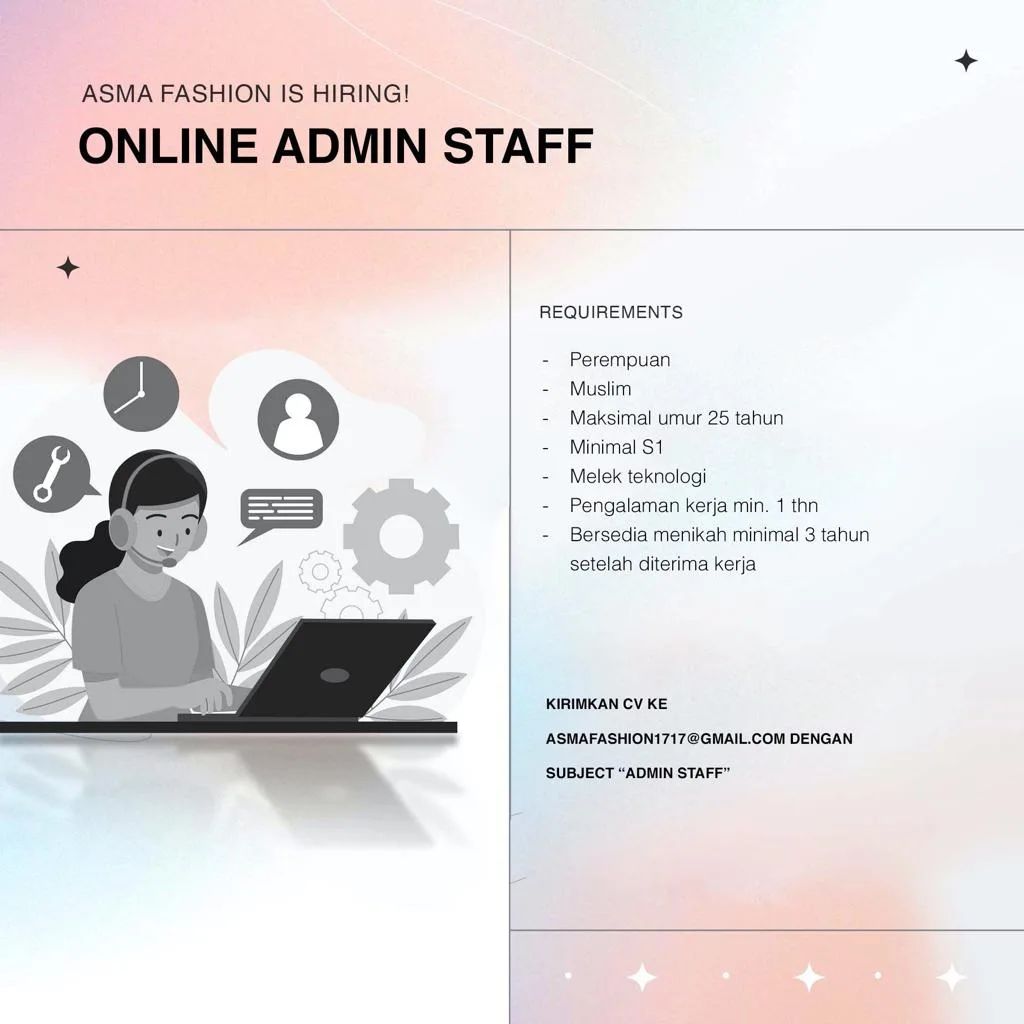 ASMA FASHION IS HIRING!
ONLINE ADMIN STAFF
REQUIREMENTS
- Perempuan
- Muslim
- Maksimal umur 25 tahun
- Minimal S1
- Melek teknologi
- Pengalaman kerja min. 1 thn
- Bersedia menikah minimal 3 tahun
setelah diterima kerja
KIRIMKAN CV KE
ASMAFASHION1717@GMAIL.COM DENGAN
SUBJECT “ADMIN STAFF”